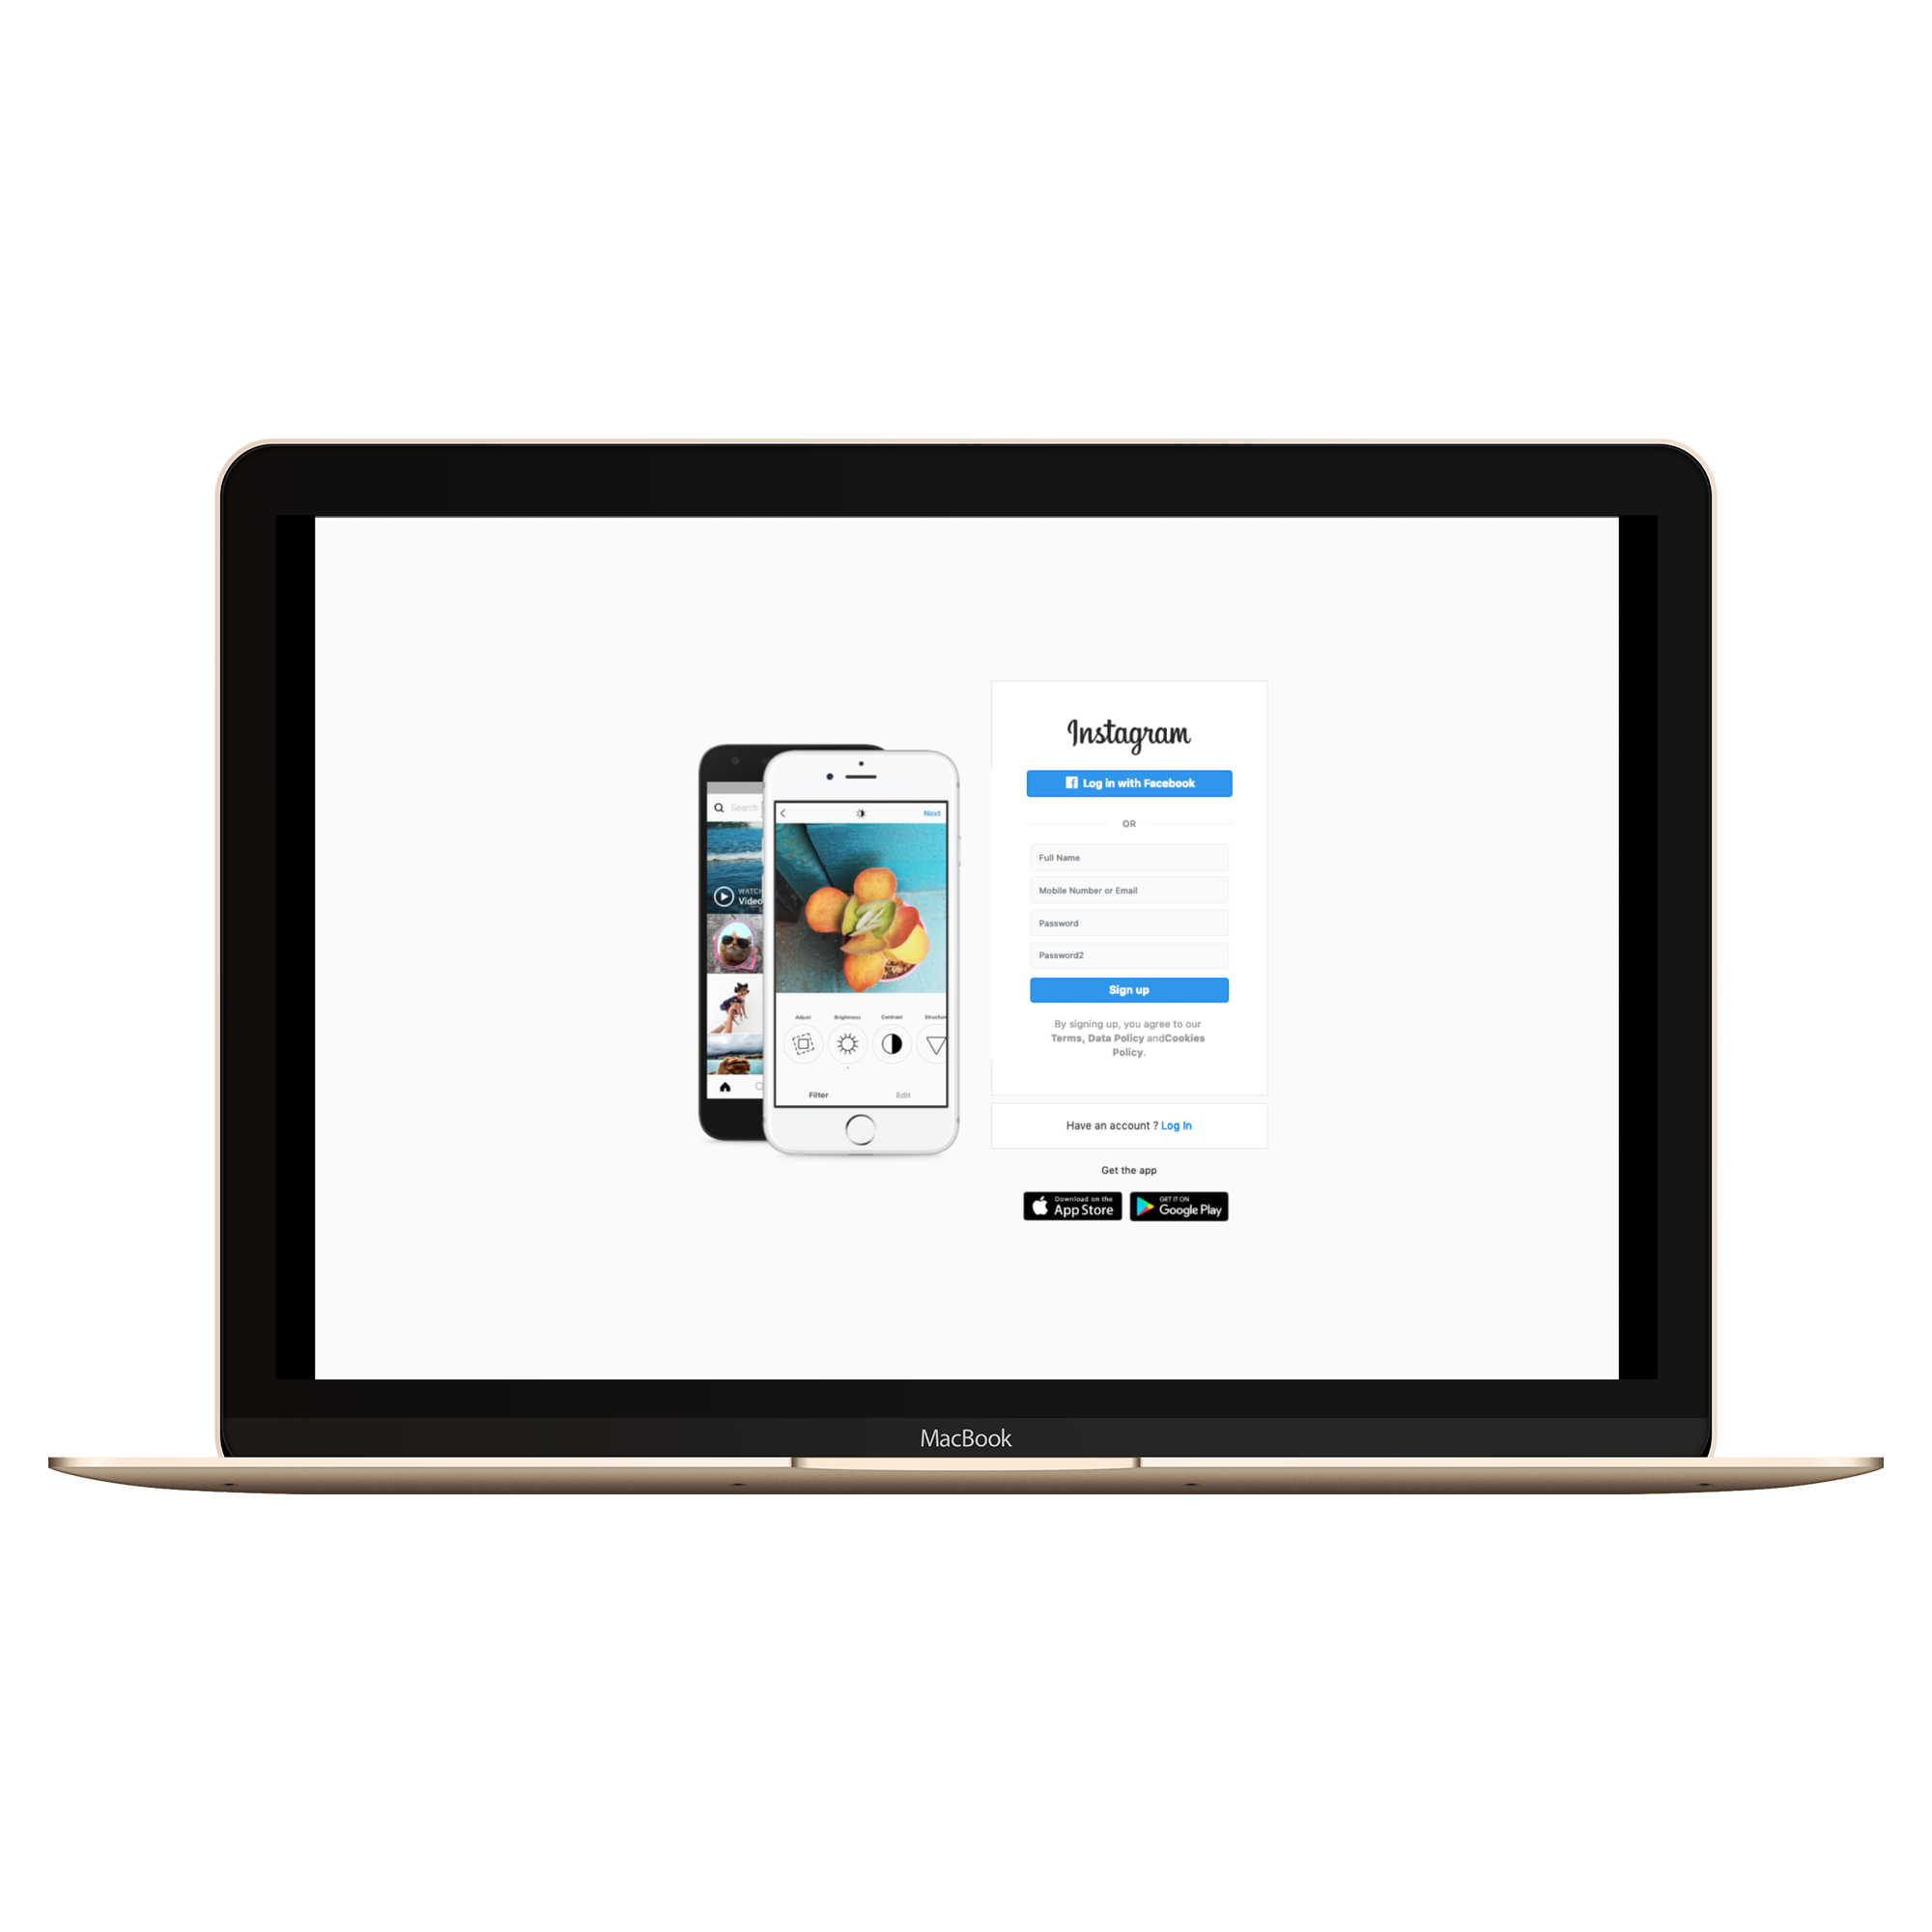 Instagram
Log in with Facebook
OR
Full Name
Mobile Number or Email
Password
Password2
Sign up
By signing up, you agree to our
Terms, Data Policy andCookies
Policy.
Have an account ? Log In
Get the app
Download on the
App Store
GET IT ON
Google Play
Search
WATCH
Video
Next
Adjust
Brightness
Contrast
Structure
Filter
Edit
MacBook